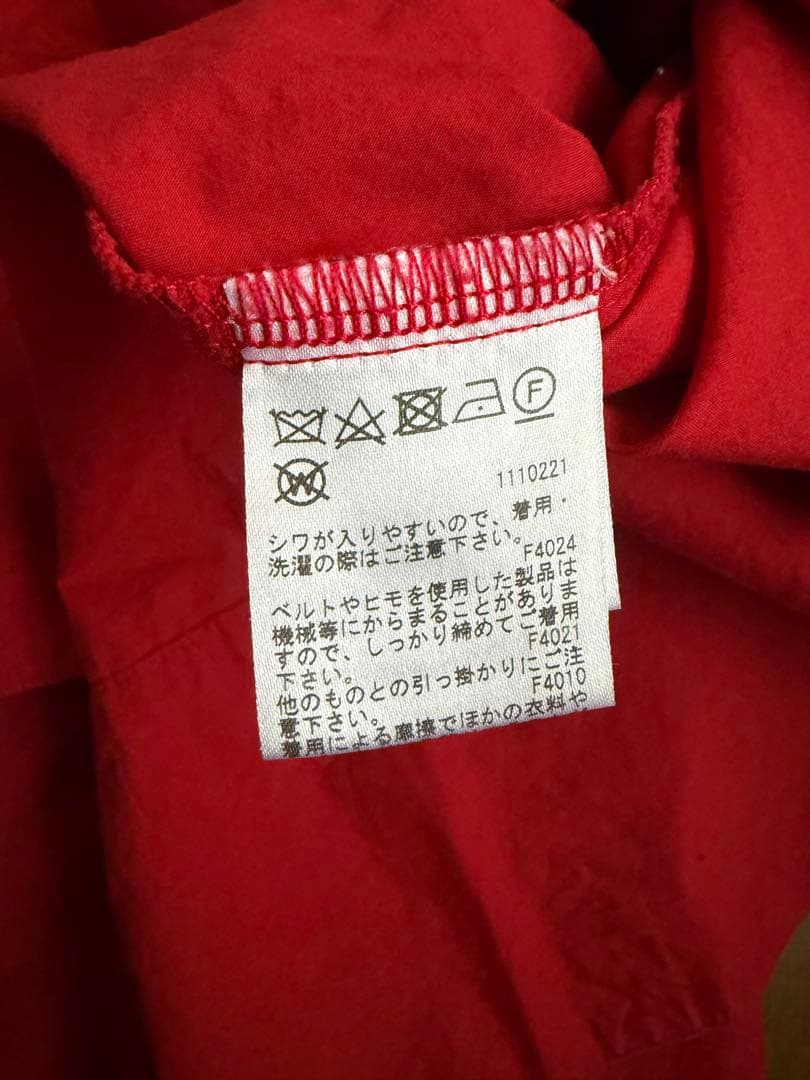 F
W
1110221
シワが入りやすいので、着用・
洗濯の際はご注意下さい。
F4024
ベルトやヒモを使用した製品は
機械等にからまることがありま
すので、しっかり締めてご着用
下さい。
F4021
他のものとの引っ掛かりにご注
意下さい。
F4010
着用による摩擦でほかの衣料や